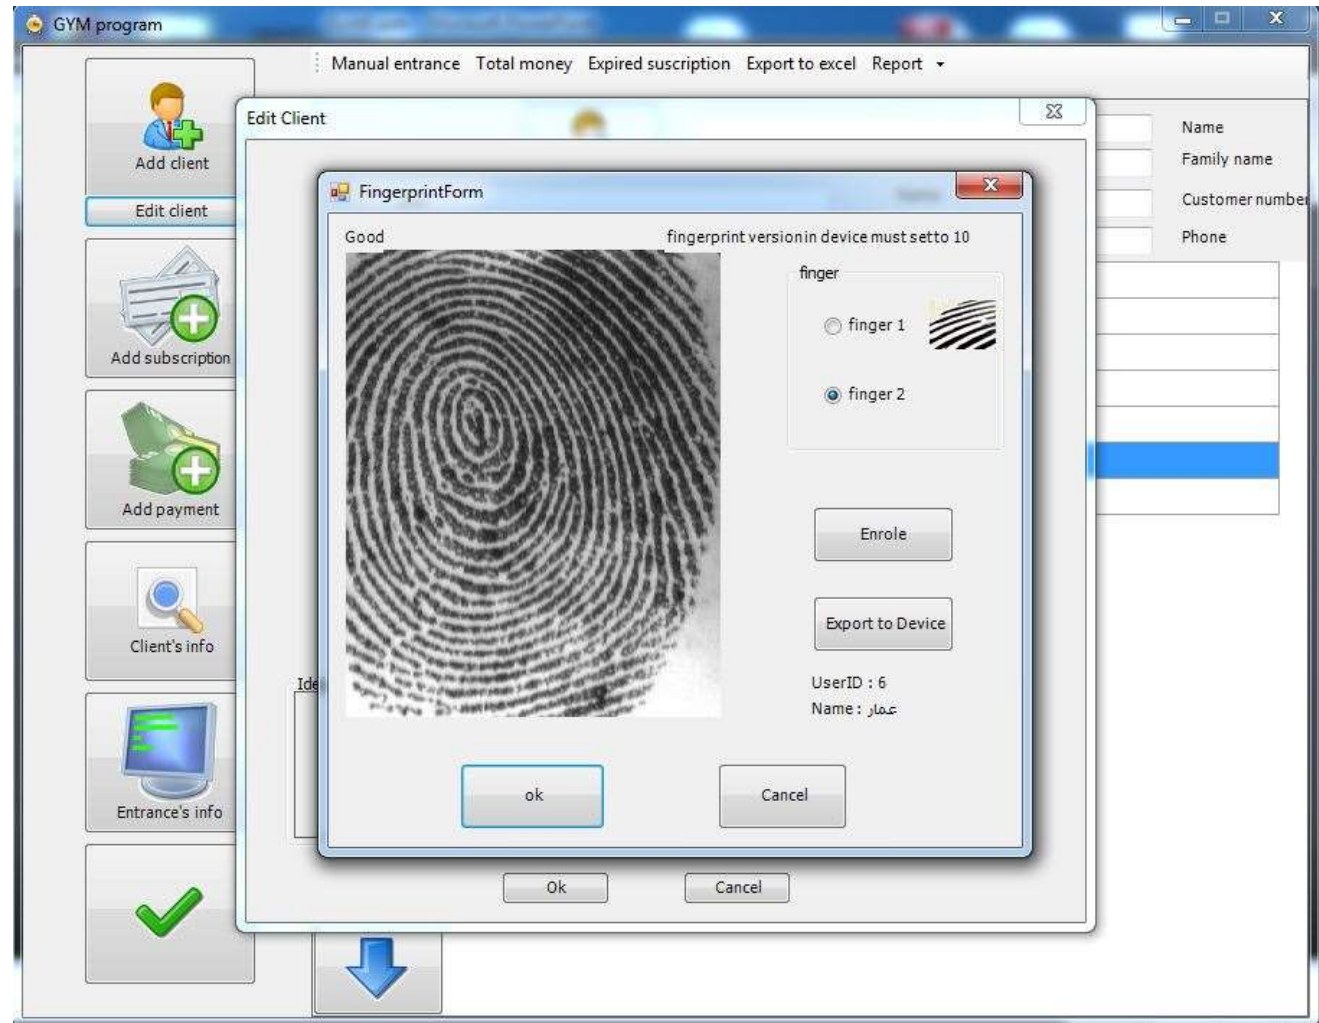 GYM program
Manual entrance Total money Expired suscription Export to excel Report
Add client
Edit client
Add subscription
Add payment
Client's info
Entrance's info
Name
Family name
Customer number
Phone
Edit Client
FingerprintForm
Good
fingerprint version in device must set to 10
finger
finger 1
finger 2
Enrole
Export to Device
UserID : 6
Name : عمار
ok
Cancel
Ok
Cancel